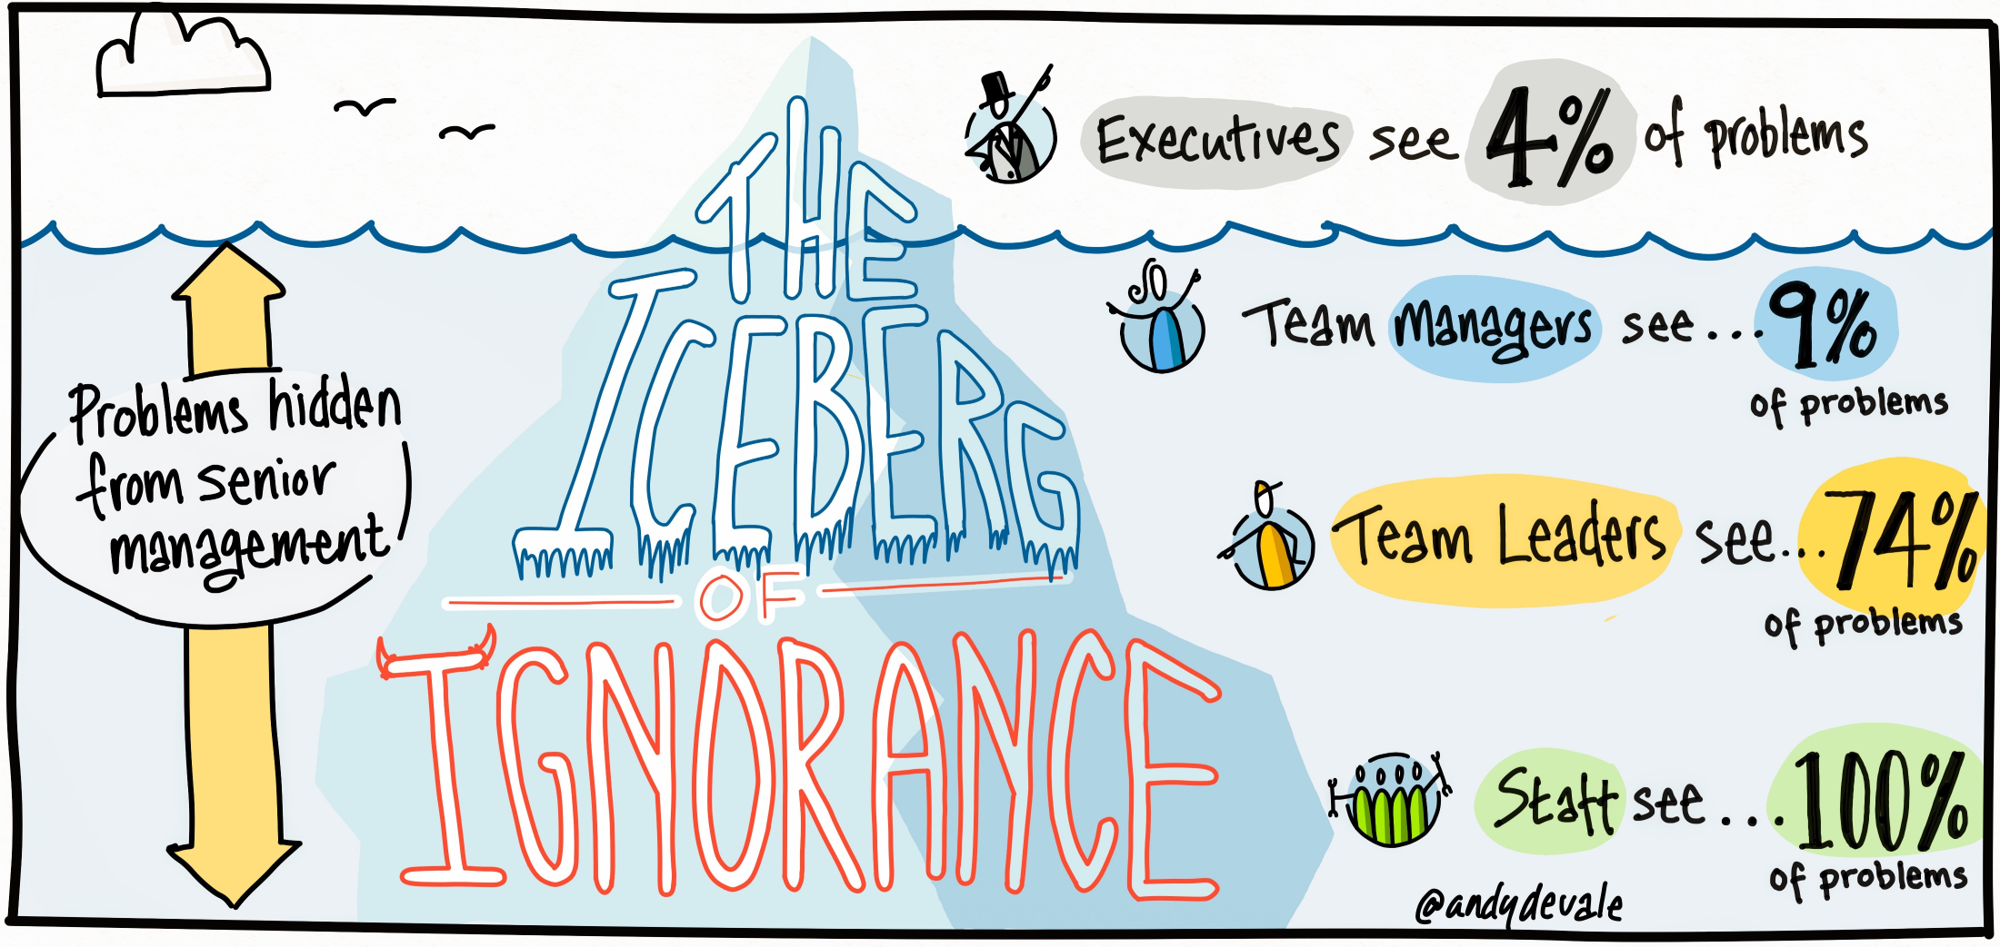 THE
ICEBERG
OF
IGNORANCE
Executives see 4% of problems
Team Managers see...9%
of problems
Team Leaders see...74%
of problems
Staff see...100%
of problems
Problems hidden
from senior
management
@andydevale